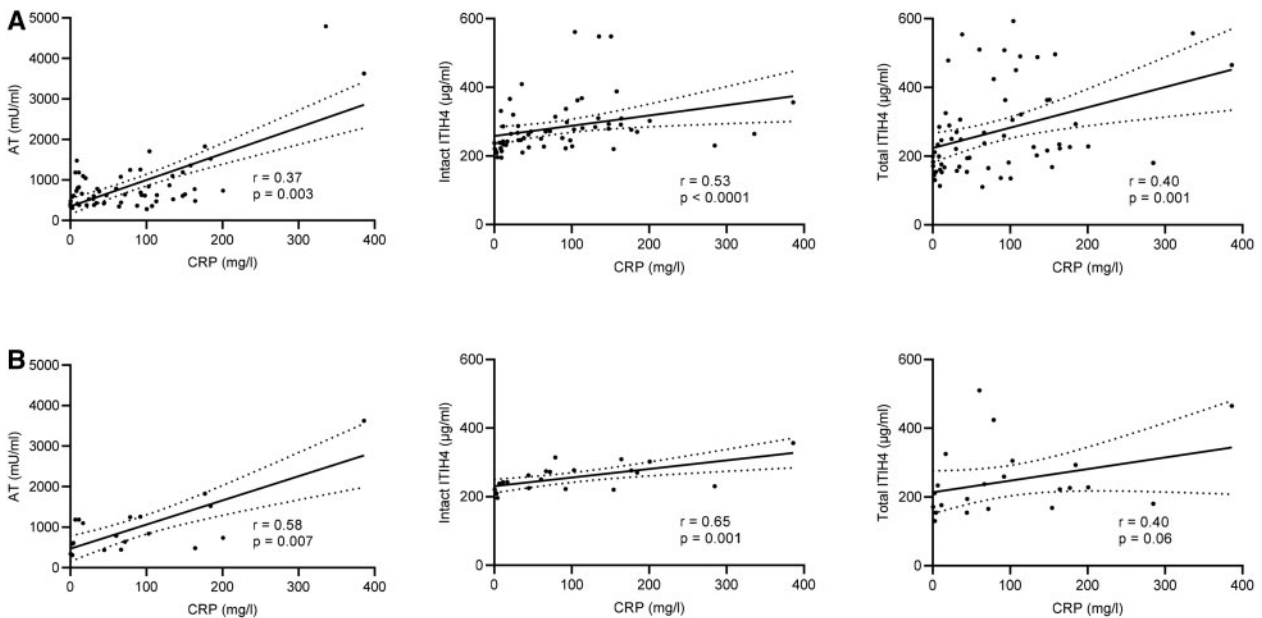 A
5000
4000
3000
2000
1000
0
AT (mU/ml)
0 100 200 300 400
CRP (mg/l)
r = 0.37
p = 0.003
600
400
200
0
Intact ITIH4 (µg/ml)
0 100 200 300 400
CRP (mg/l)
r = 0.53
p < 0.0001
600
400
200
0
Total ITIH4 (µg/ml)
0 100 200 300 400
CRP (mg/l)
r = 0.40
p = 0.001
B
5000
4000
3000
2000
1000
0
AT (mU/ml)
0 100 200 300 400
CRP (mg/l)
r = 0.58
p = 0.007
600
400
200
0
Intact ITIH4 (µg/ml)
0 100 200 300 400
CRP (mg/l)
r = 0.65
p = 0.001
600
400
200
0
Total ITIH4 (µg/ml)
0 100 200 300 400
CRP (mg/l)
r = 0.40
p = 0.06